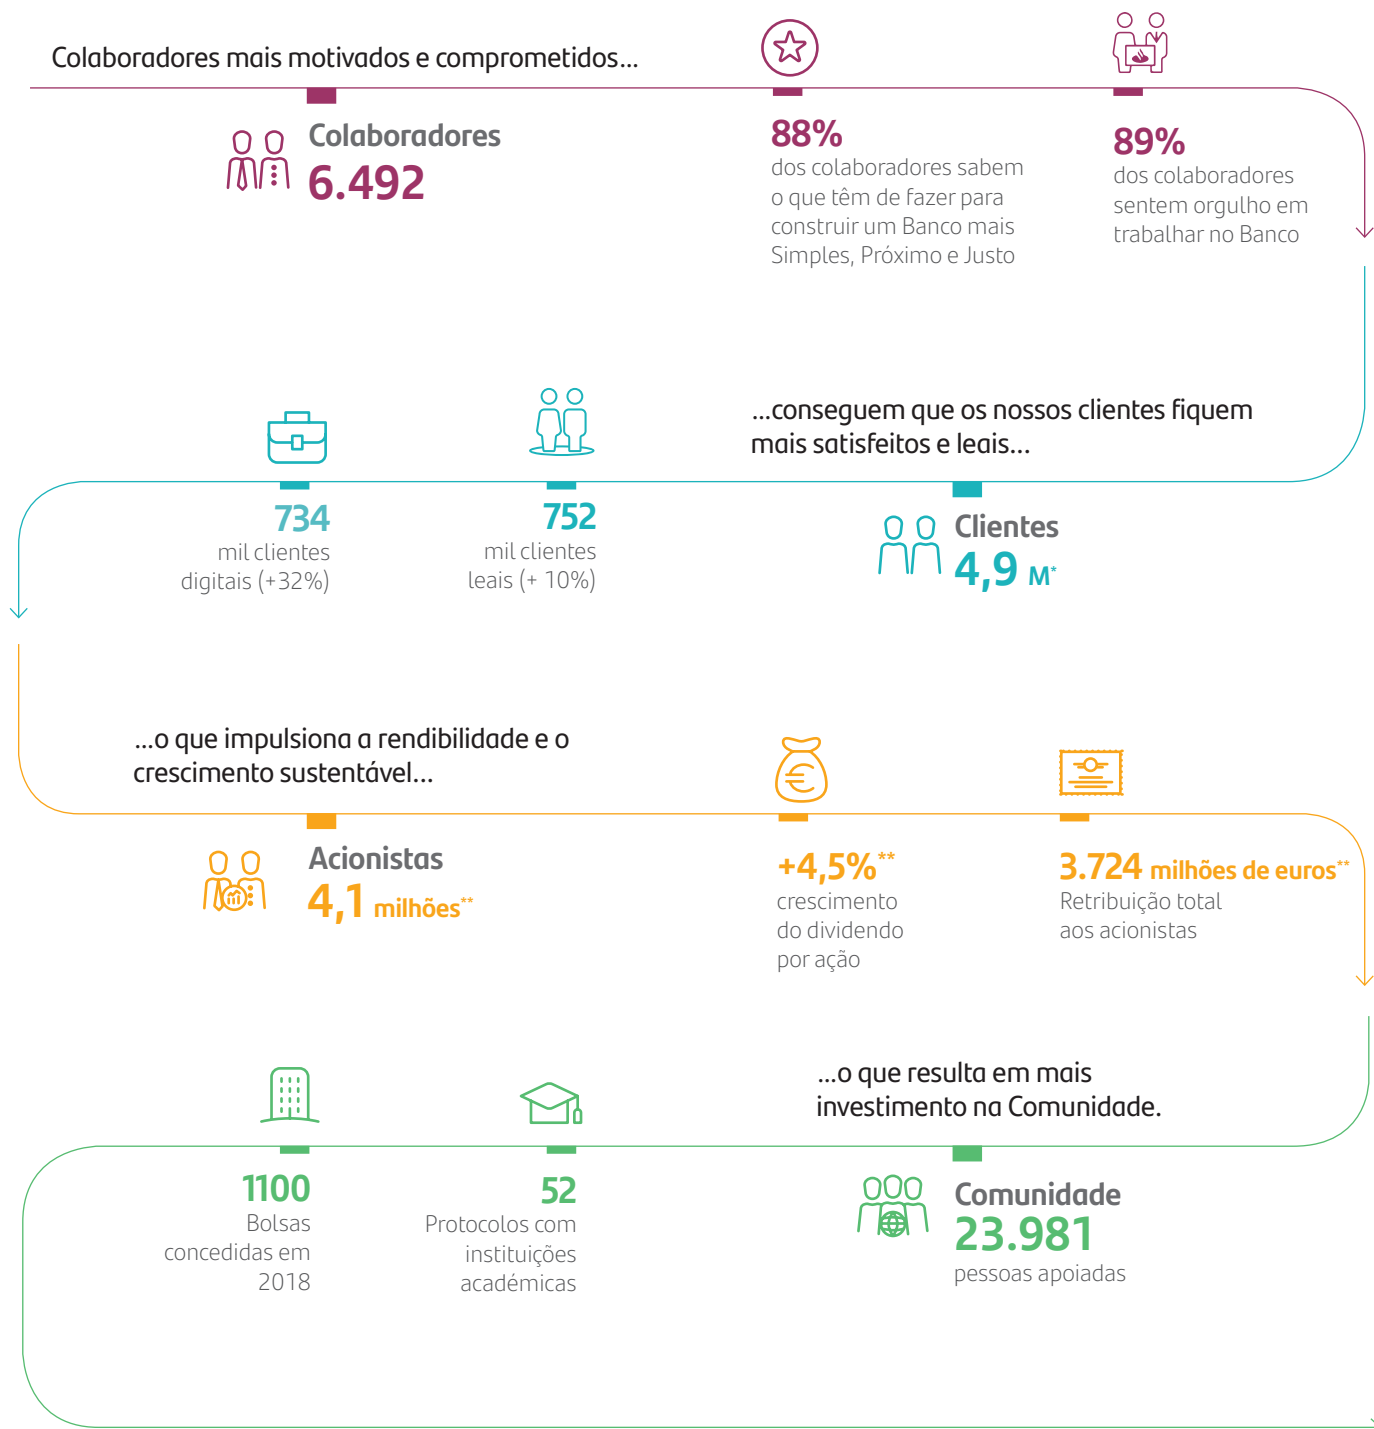 Colaboradores mais motivados e comprometidos...
Colaboradores
6.492
88%
dos colaboradores sabem
o que têm de fazer para
construir um Banco mais
Simples, Próximo e Justo
89%
dos colaboradores
sentem orgulho em
trabalhar no Banco
...conseguem que os nossos clientes fiquem
mais satisfeitos e leais...
734
mil clientes
digitais (+32%)
752
mil clientes
leais (+ 10%)
Clientes
4,9 M*
...o que impulsiona a rendibilidade e o
crescimento sustentável...
Acionistas
4,1 milhões**
+4,5%**
crescimento
do dividendo
por ação
3.724 milhões de euros**
Retribuição total
aos acionistas
...o que resulta em mais
investimento na Comunidade.
1100
Bolsas
concedidas em
2018
52
Protocolos com
instituições
académicas
Comunidade
23.981
pessoas apoiadas